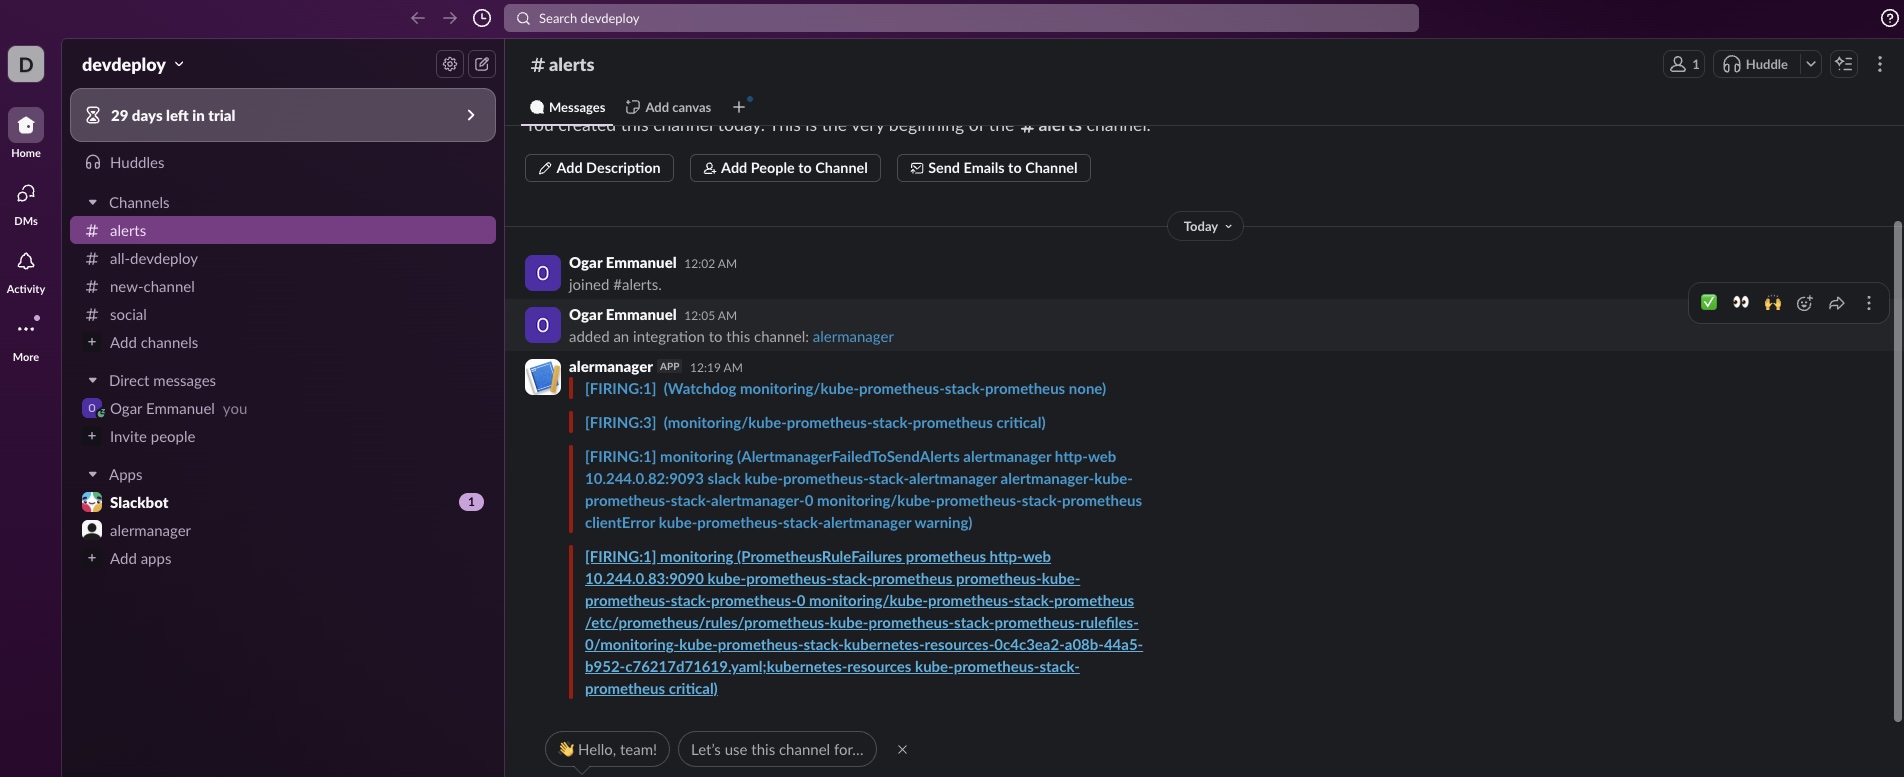 Search devdeploy
D
devdeploy
29 days left in trial
Home
Huddles
DMs
Channels
# alerts
# all-devdeploy
Activity
# new-channel
# social
More
+ Add channels
Direct messages
O Ogar Emmanuel you
+ Invite people
Apps
Slackbot 1
alermanager
+ Add apps
# alerts
1
Huddle
Messages
Add canvas
+
You created this channel today. This is the very beginning of the # alerts channel.
Add Description
Add People to Channel
Send Emails to Channel
Today
O
Ogar Emmanuel 12:02 AM
joined #alerts.
O
Ogar Emmanuel 12:05 AM
added an integration to this channel: alermanager
alermanager APP 12:19 AM
[FIRING:1] (Watchdog monitoring/kube-prometheus-stack-prometheus none)
[FIRING:3] (monitoring/kube-prometheus-stack-prometheus critical)
[FIRING:1] monitoring (AlertmanagerFailedToSendAlerts alertmanager http-web
10.244.0.82:9093 slack kube-prometheus-stack-alertmanager alertmanager-kube-
prometheus-stack-alertmanager-0 monitoring/kube-prometheus-stack-prometheus
clientError kube-prometheus-stack-alertmanager warning)
[FIRING:1] monitoring (PrometheusRuleFailures prometheus http-web
10.244.0.83:9090 kube-prometheus-stack-prometheus prometheus-kube-
prometheus-stack-prometheus-0 monitoring/kube-prometheus-stack-prometheus
/etc/prometheus/rules/prometheus-kube-prometheus-stack-prometheus-rulefiles-
0/monitoring-kube-prometheus-stack-kubernetes-resources-0c4c3ea2-a08b-44a5-
b952-c76217d71619.yaml;kubernetes-resources kube-prometheus-stack-
prometheus critical)
👋 Hello, team!
Let's use this channel for...